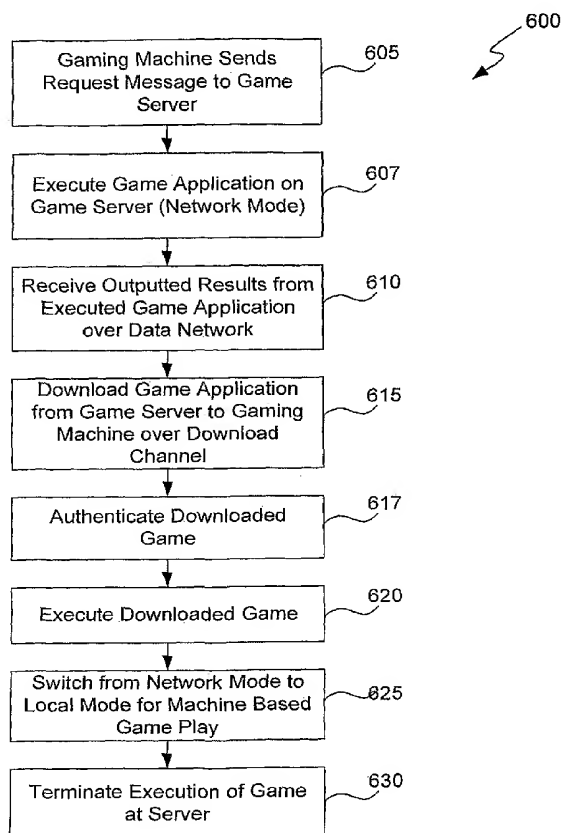 600
Gaming Machine Sends
Request Message to Game
Server
605
Execute Game Application on
Game Server (Network Mode)
607
Receive Outputted Results from
Executed Game Application
over Data Network
610
Download Game Application
from Game Server to Gaming
Machine over Download
Channel
615
Authenticate Downloaded
Game
617
Execute Downloaded Game
620
Switch from Network Mode to
Local Mode for Machine Based
Game Play
625
Terminate Execution of Game
at Server
630